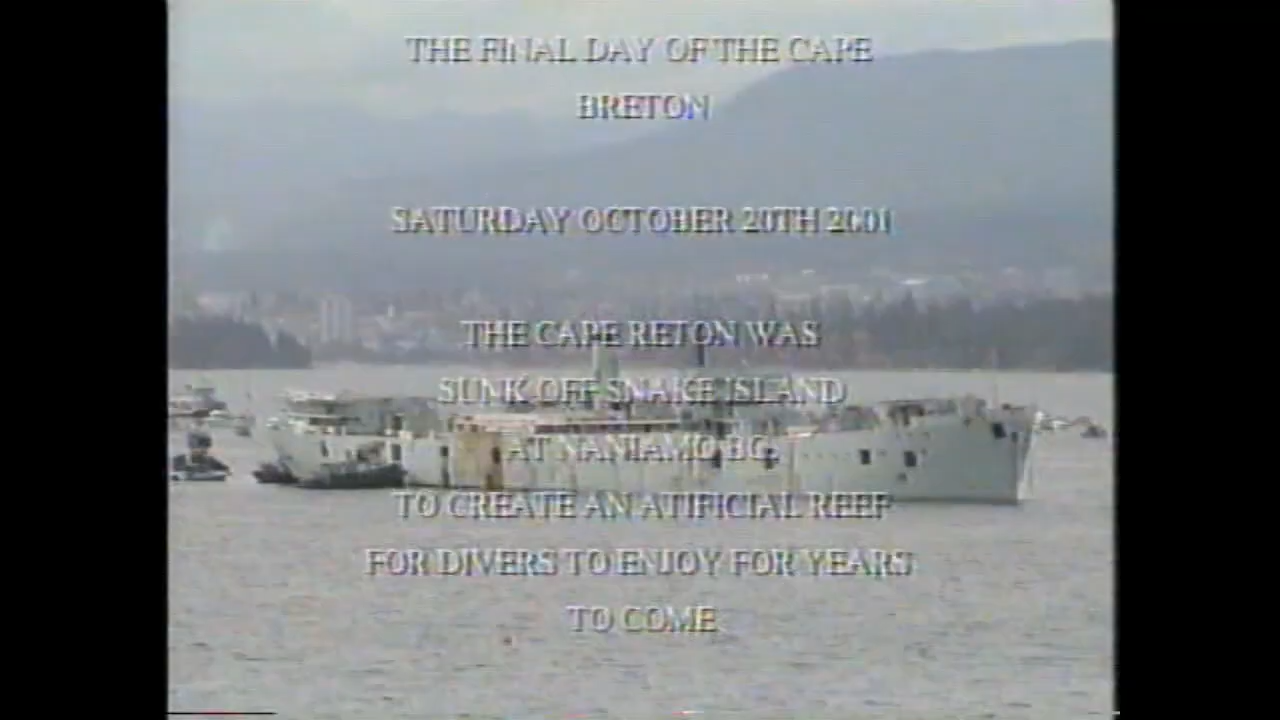 THE FINAL DAY OF THE CAPE
BRETON
SATURDAY OCTOBER 20TH 2001
THE CAPE RETON WAS
SUNK OFF SNAKE ISLAND
AT NANIAMO BC.
TO CREATE AN ATIFICIAL REEF
FOR DIVERS TO ENJOY FOR YEARS
TO COME